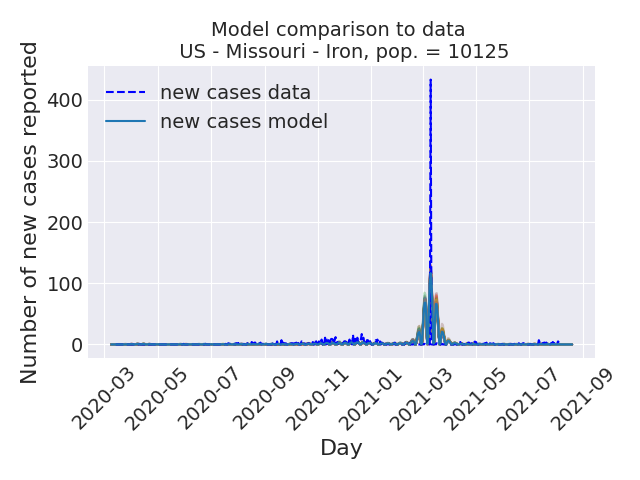 Model comparison to data
US - Missouri - Iron, pop. = 10125
Number of new cases reported
400
300
200
100
0
new cases data
new cases model
2020-03
2020-05
2020-07
2020-09
2020-11
2021-01
2021-03
2021-05
2021-07
2021-09
Day